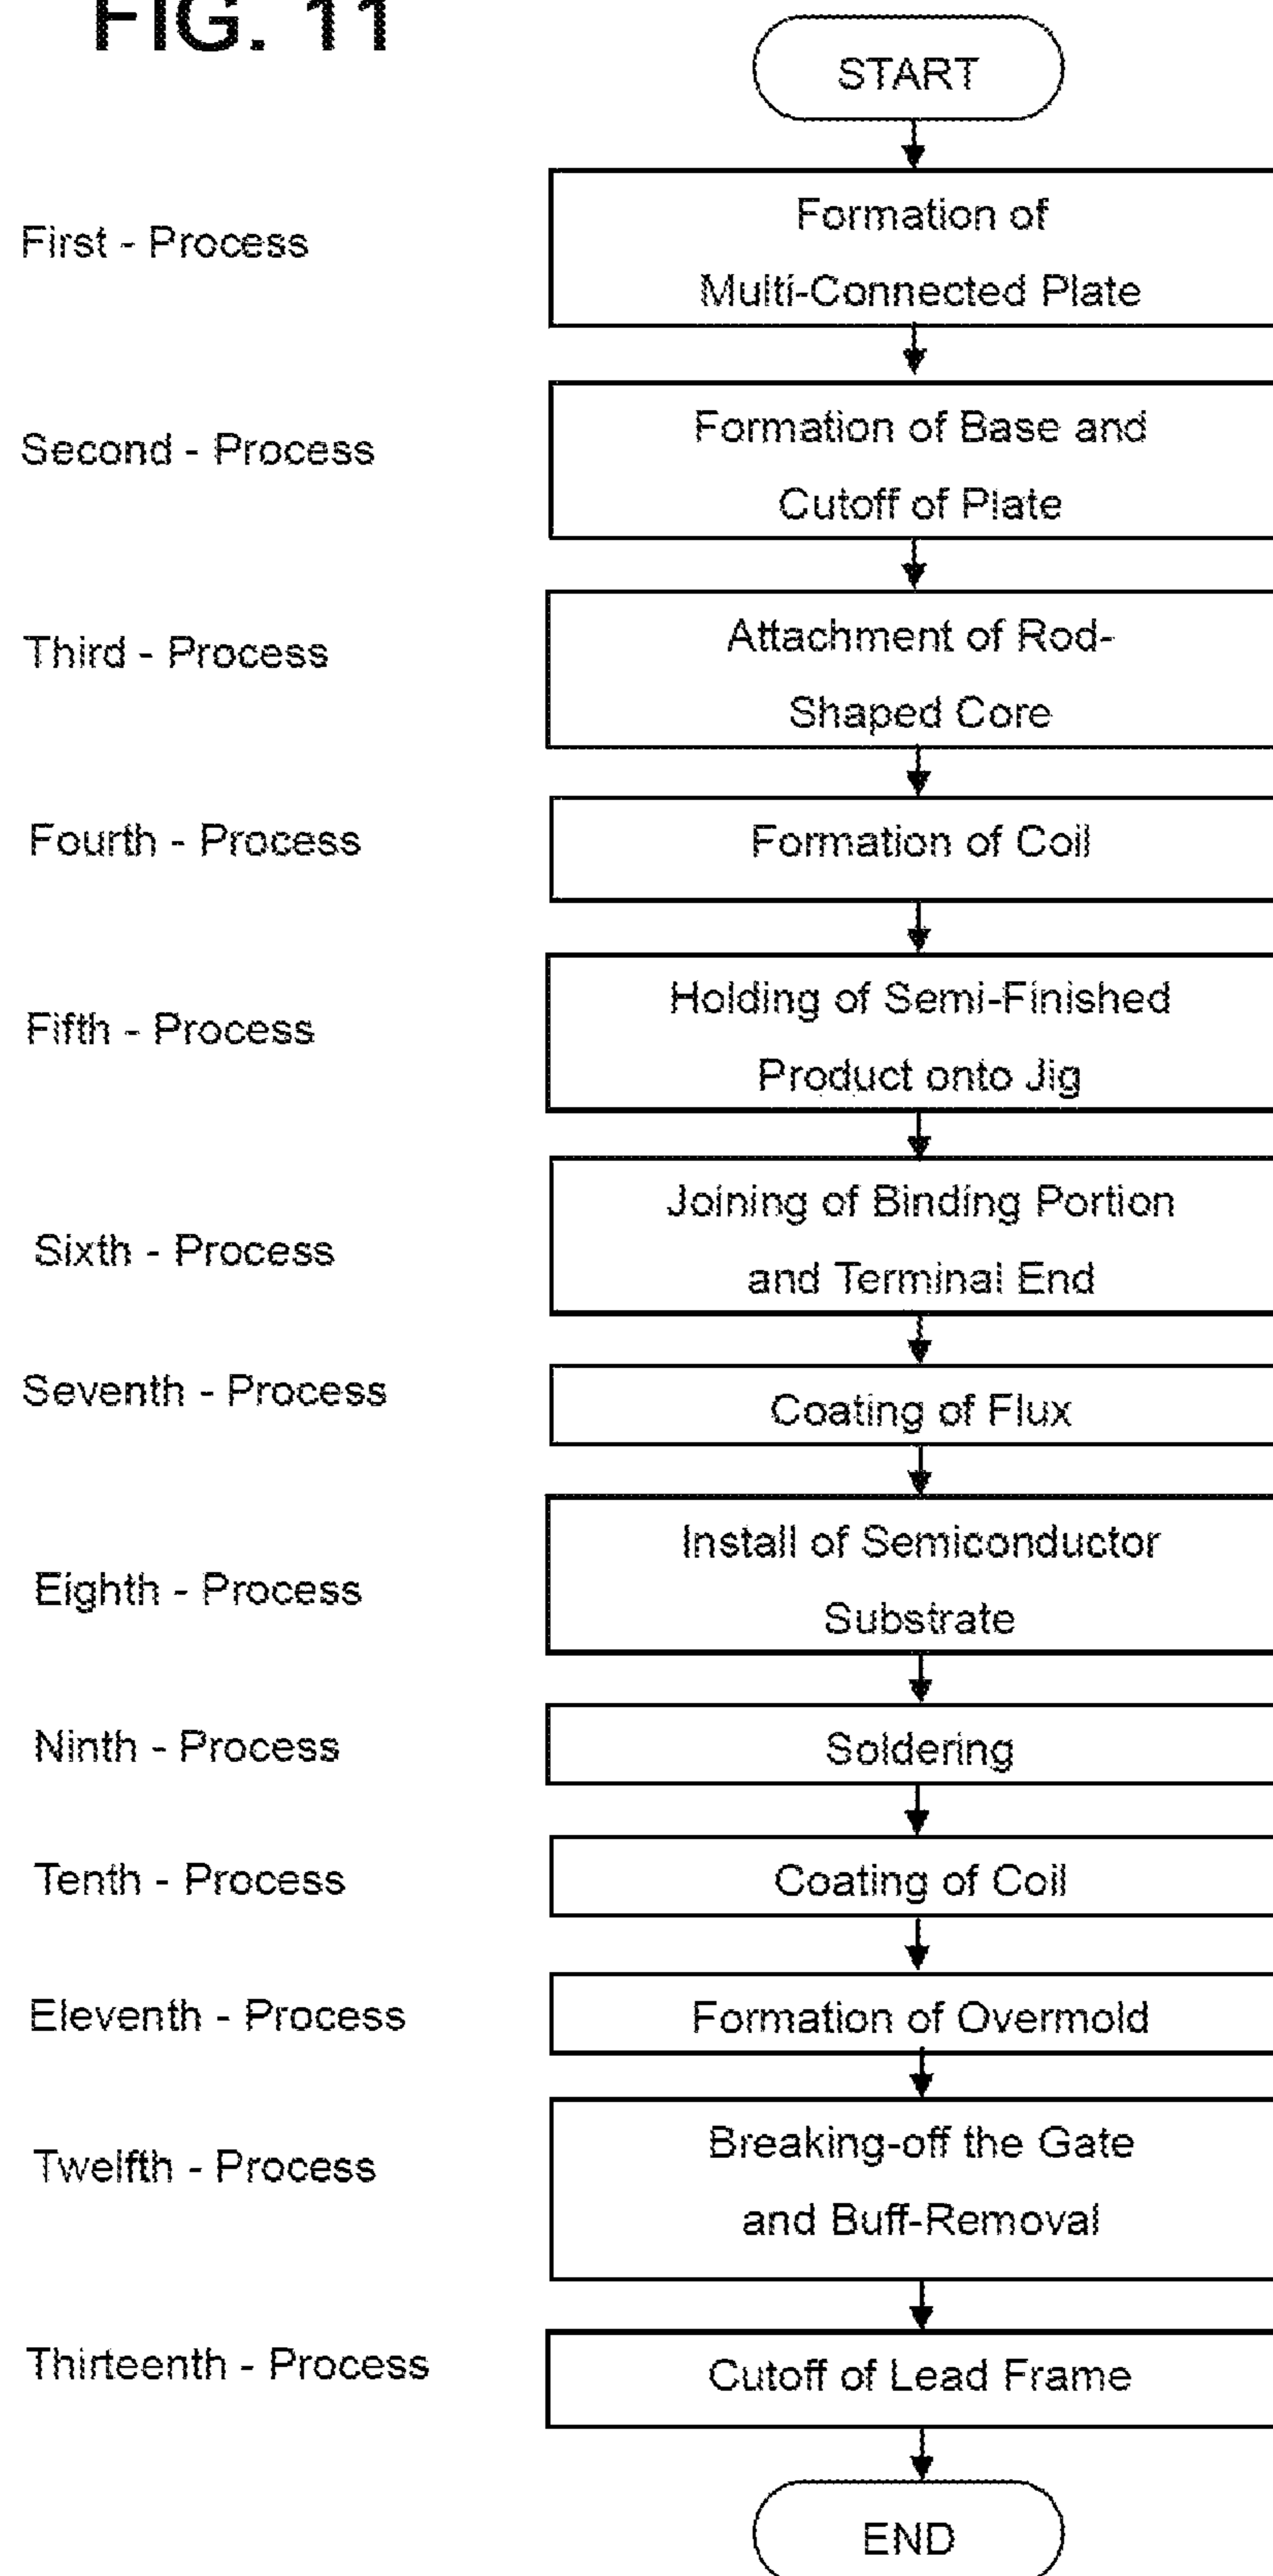 FIG. 11
START
First - Process
Formation of
Multi-Connected Plate
Second - Process
Formation of Base and
Cutoff of Plate
Third - Process
Attachment of Rod-
Shaped Core
Fourth - Process
Formation of Coil
Fifth - Process
Holding of Semi-Finished
Product onto Jig
Sixth - Process
Joining of Binding Portion
and Terminal End
Seventh - Process
Coating of Flux
Eighth - Process
Install of Semiconductor
Substrate
Ninth - Process
Soldering
Tenth - Process
Coating of Coil
Eleventh - Process
Formation of Overmold
Twelfth - Process
Breaking-off the Gate
and Buff-Removal
Thirteenth - Process
Cutoff of Lead Frame
END